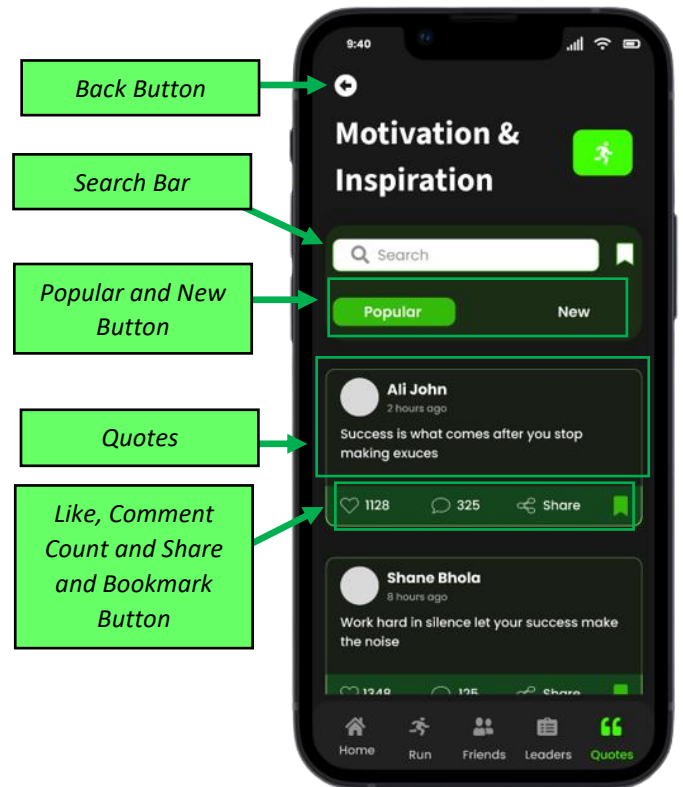 9:40
Back Button
Motivation &
Inspiration
Search Bar
Search
Popular and New
Button
Popular
New
Ali John
2 hours ago
Quotes
Success is what comes after you stop
making exuces
Like, Comment
Count and Share
and Bookmark
Button
1128
325
Share
Shane Bhola
8 hours ago
Work hard in silence let your success make
the noise
1348
125
Share
Home
Run
Friends
Leaders
Quotes